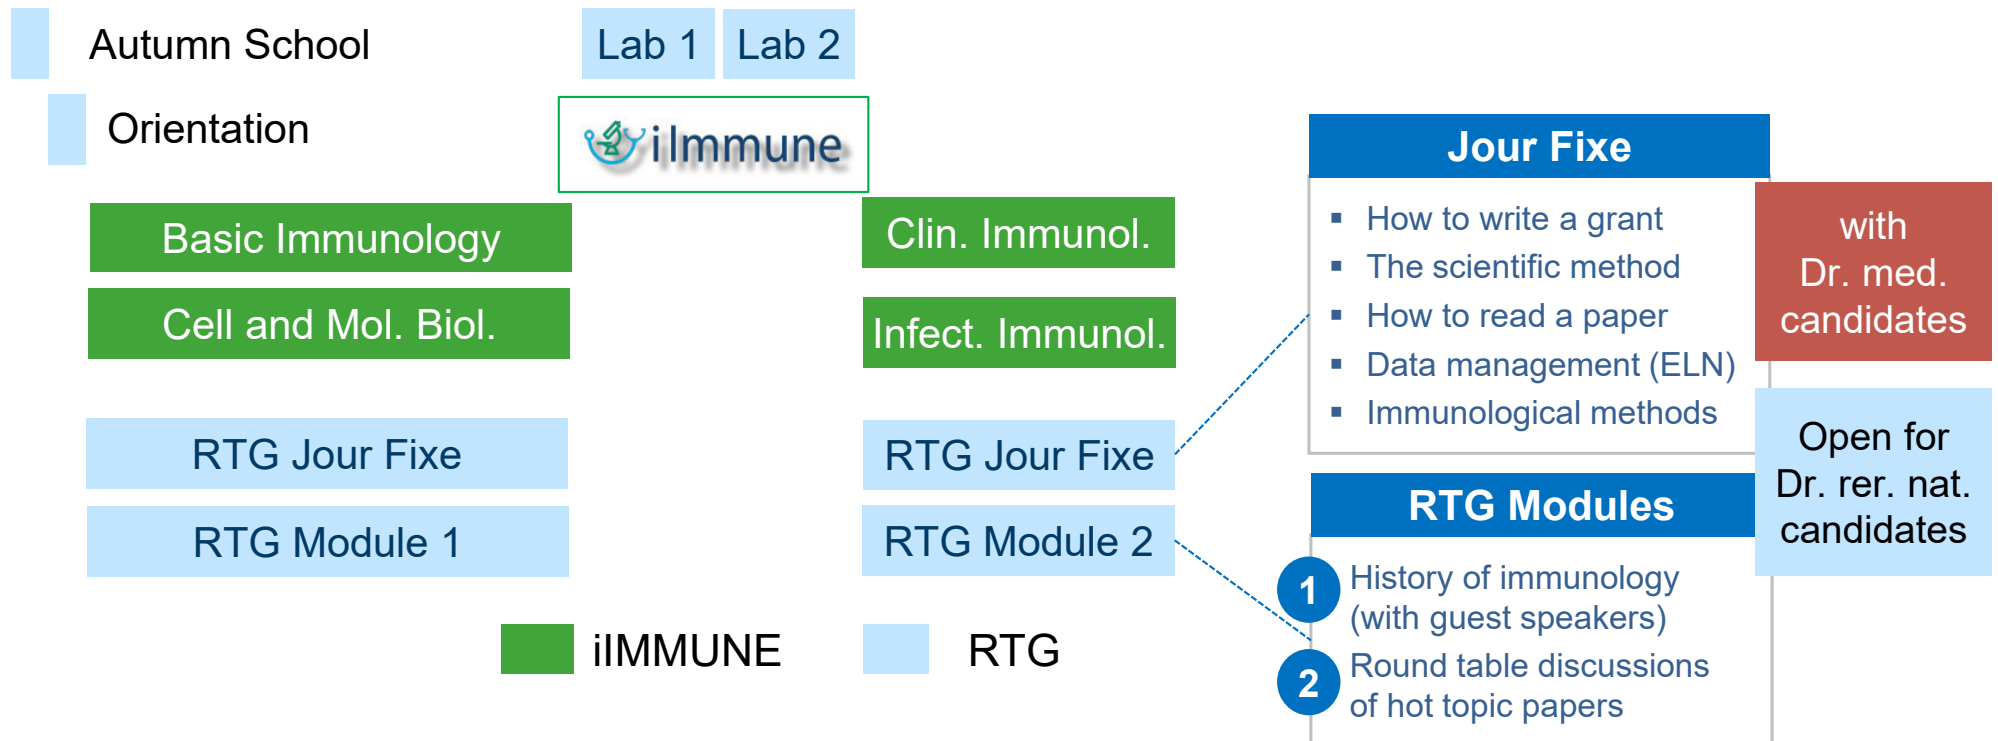 Autumn School
Lab 1
Lab 2
Orientation
iImmune
Basic Immunology
Cell and Mol. Biol.
Clin. Immunol.
Infect. Immunol.
RTG Jour Fixe
RTG Module 1
RTG Jour Fixe
RTG Module 2
iIMMUNE
RTG
Jour Fixe
▪ How to write a grant
▪ The scientific method
▪ How to read a paper
▪ Data management (ELN)
▪ Immunological methods
with
Dr. med.
candidates
Open for
Dr. rer. nat.
candidates
RTG Modules
1 History of immunology
(with guest speakers)
2 Round table discussions
of hot topic papers